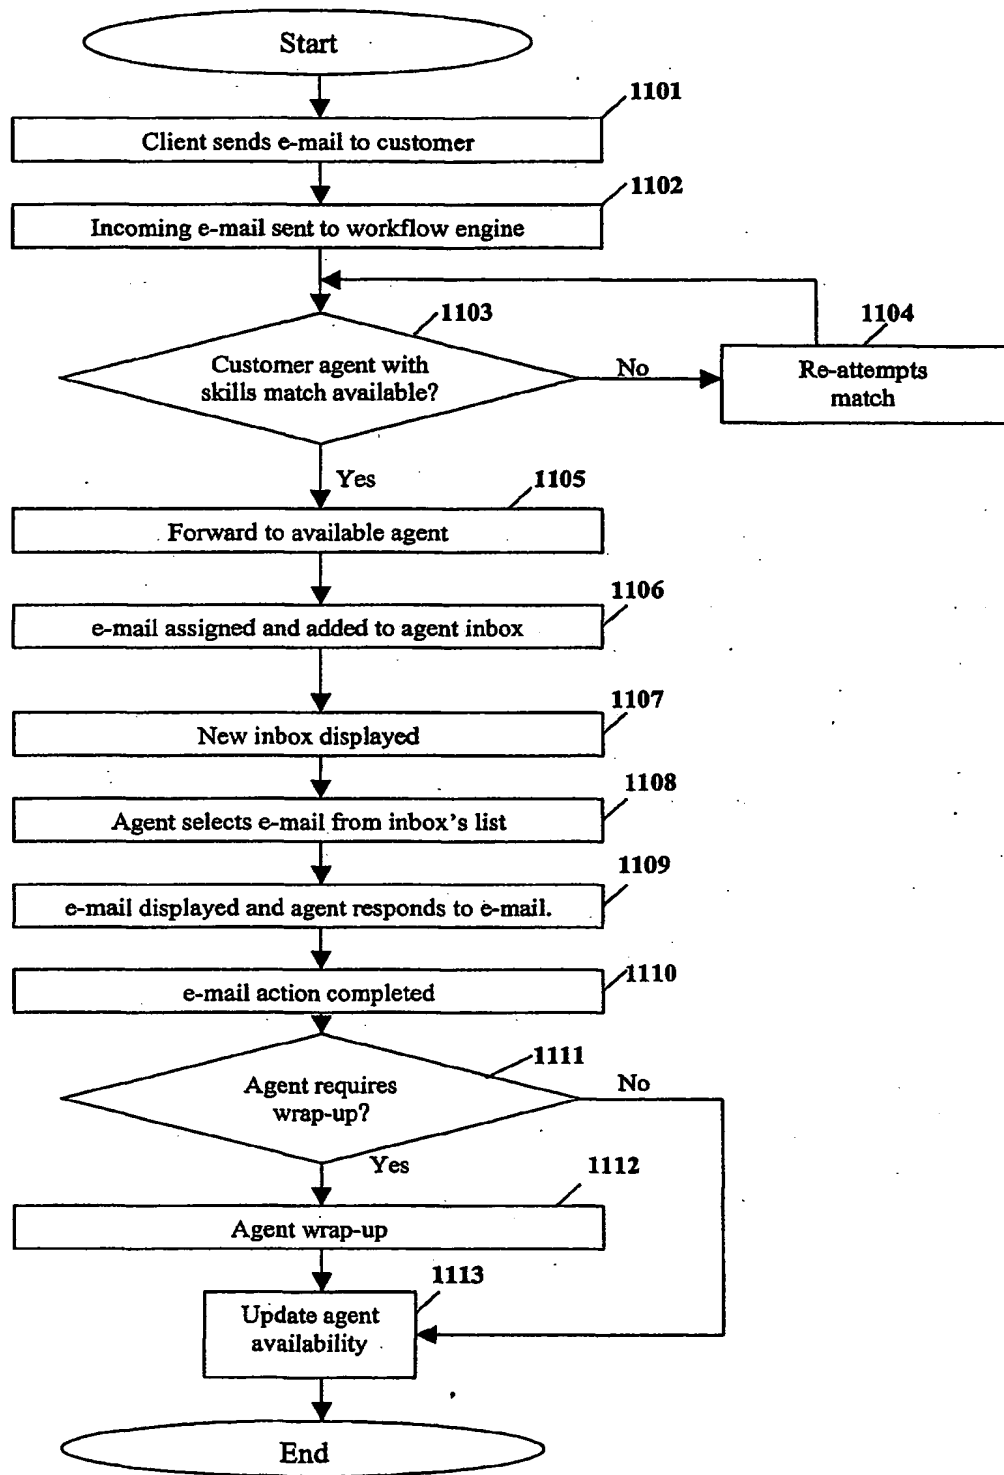 Start
1101
Client sends e-mail to customer
1102
Incoming e-mail sent to workflow engine
1103
Customer agent with
skills match available?
No
1104
Re-attempts
match
Yes
1105
Forward to available agent
1106
e-mail assigned and added to agent inbox
1107
New inbox displayed
1108
Agent selects e-mail from inbox's list
1109
e-mail displayed and agent responds to e-mail.
1110
e-mail action completed
1111
Agent requires
wrap-up?
No
Yes
1112
Agent wrap-up
1113
Update agent
availability
End